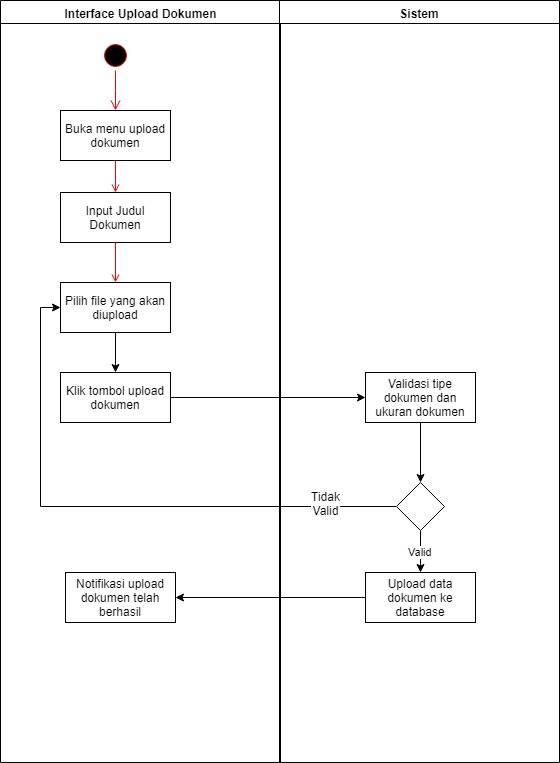 Interface Upload Dokumen
Sistem
Buka menu upload
dokumen
Input Judul
Dokumen
Pilih file yang akan
diupload
Klik tombol upload
dokumen
Validasi tipe
dokumen dan
ukuran dokumen
Tidak
Valid
Valid
Notifikasi upload
dokumen telah
berhasil
Upload data
dokumen ke
database